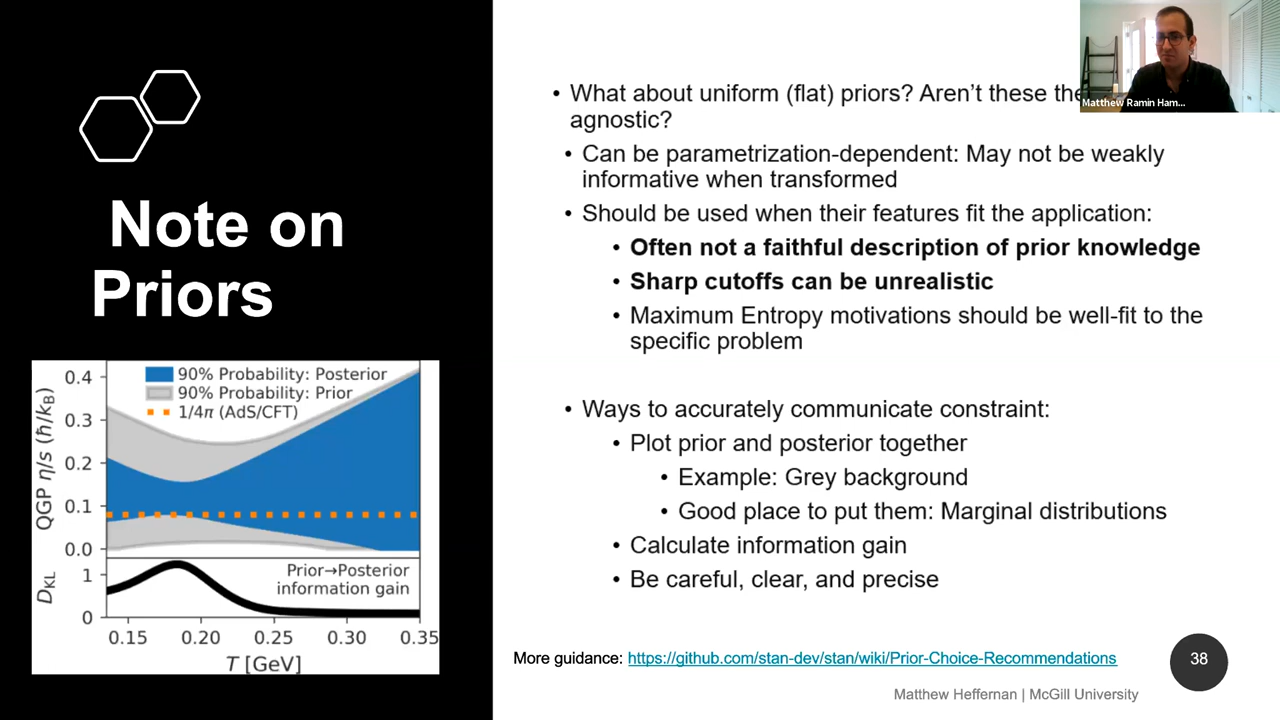 Note on
Priors
90% Probability: Posterior
90% Probability: Prior
1/4π (AdS/CFT)
QGP η/s (ℏ/k_B)
0.4
0.3
0.2
0.1
0.0
Prior→Posterior
information gain
D_KL
1
0
0.15 0.20 0.25 0.30 0.35
T [GeV]
• What about uniform (flat) priors? Aren't these the
agnostic?
• Can be parametrization-dependent: May not be weakly
informative when transformed
• Should be used when their features fit the application:
• Often not a faithful description of prior knowledge
• Sharp cutoffs can be unrealistic
• Maximum Entropy motivations should be well-fit to the
specific problem
• Ways to accurately communicate constraint:
• Plot prior and posterior together
• Example: Grey background
• Good place to put them: Marginal distributions
• Calculate information gain
• Be careful, clear, and precise
More guidance: https://github.com/stan-dev/stan/wiki/Prior-Choice-Recommendations
38
Matthew Heffernan | McGill University
Matthew Ramin Ham...